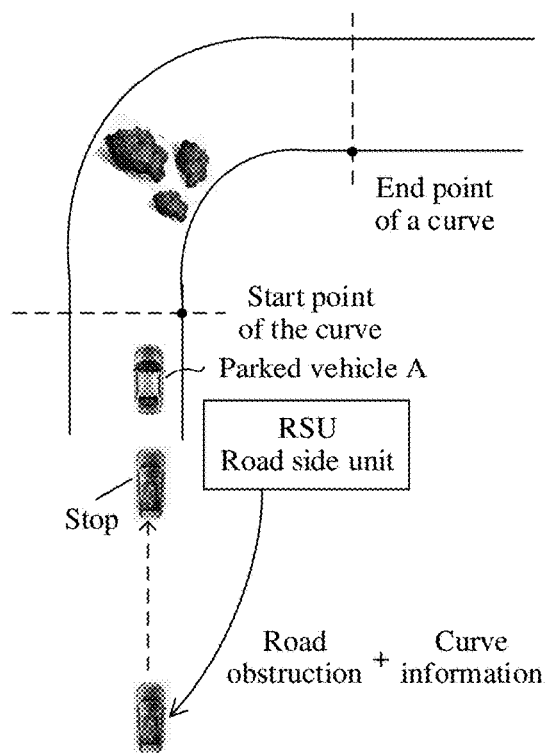 End point
of a curve
Start point
of the curve
Parked vehicle A
RSU
Road side unit
Stop
Road
obstruction
+
Curve
information